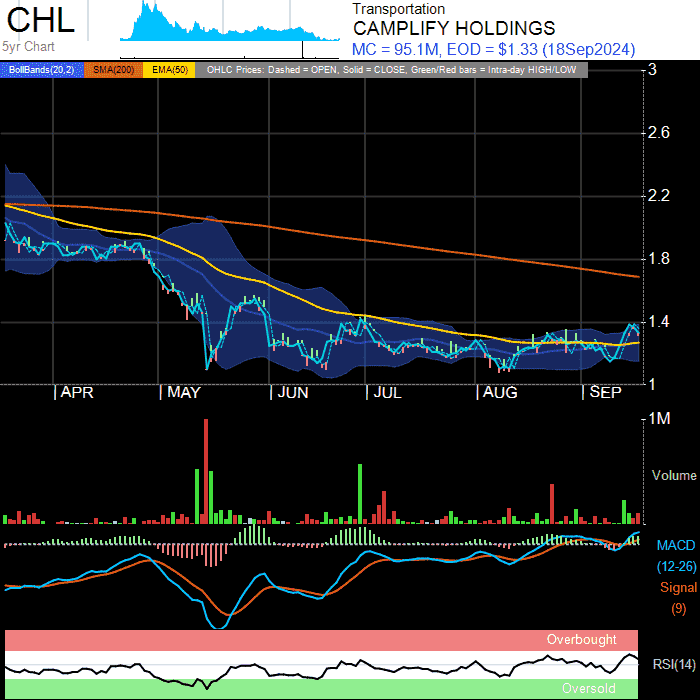 CHL
5yr Chart
Transportation
CAMPLIFY HOLDINGS
MC = 95.1M, EOD = $1.33 (18Sep2024)
BollBands(20,2) SMA(200) EMA(50) OHLC Prices: Dashed = OPEN, Solid = CLOSE, Green/Red bars = Intra-day HIGH/LOW
3
2.6
2.2
1.8
1.4
1
APR MAY JUN JUL AUG SEP
1M
Volume
MACD
(12-26)
Signal
(9)
Overbought
RSI(14)
Oversold